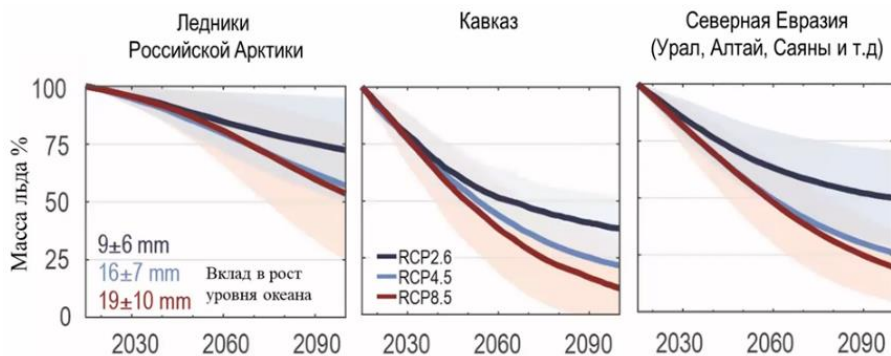 Ледники
Российской Арктики
Кавказ
Северная Евразия
(Урал, Алтай, Саяны и т.д)
Масса льда %
100
75
50
25
0
9±6 mm
16±7 mm
19±10 mm
Вклад в рост
уровня океана
RCP2.6
RCP4.5
RCP8.5
2030 2060 2090
2030 2060 2090
2030 2060 2090